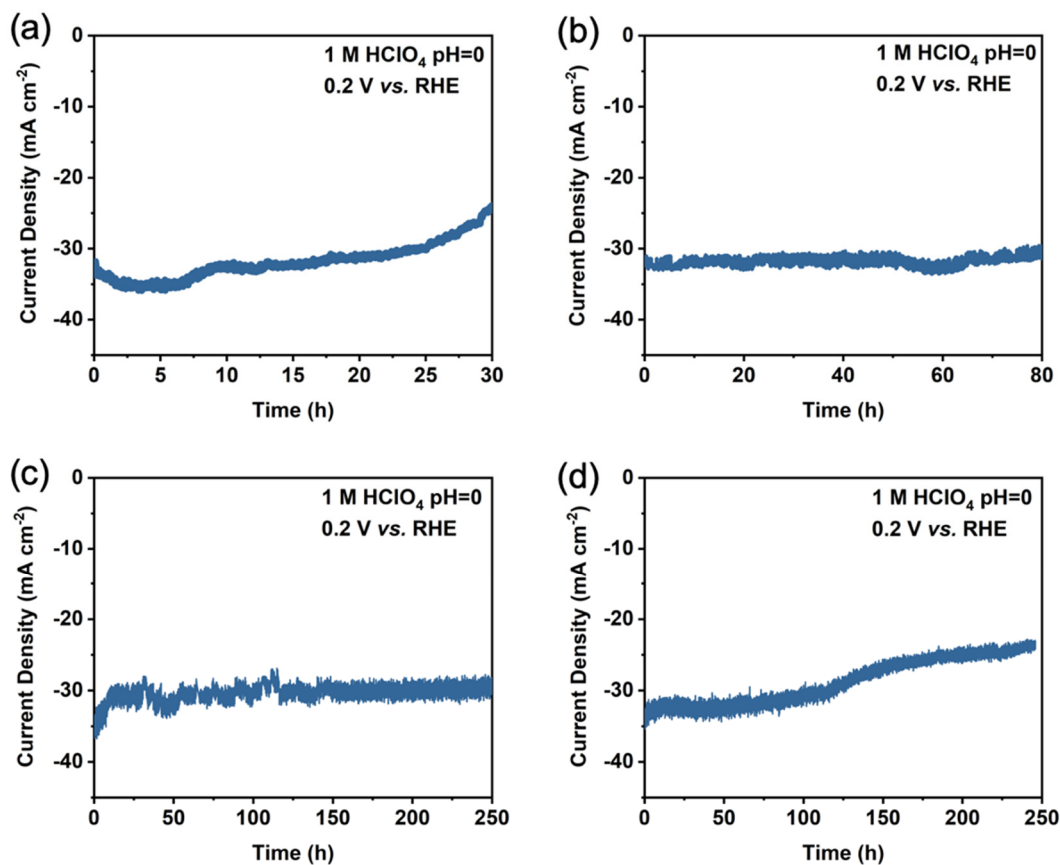 (a)
1 M HClO₄ pH=0
0.2 V vs. RHE
Current Density (mA cm⁻²)
0
-10
-20
-30
-40
0 5 10 15 20 25 30
Time (h)
(b)
1 M HClO₄ pH=0
0.2 V vs. RHE
Current Density (mA cm⁻²)
0
-10
-20
-30
-40
0 20 40 60 80
Time (h)
(c)
1 M HClO₄ pH=0
0.2 V vs. RHE
Current Density (mA cm⁻²)
0
-10
-20
-30
-40
0 50 100 150 200 250
Time (h)
(d)
1 M HClO₄ pH=0
0.2 V vs. RHE
Current Density (mA cm⁻²)
0
-10
-20
-30
-40
0 50 100 150 200 250
Time (h)